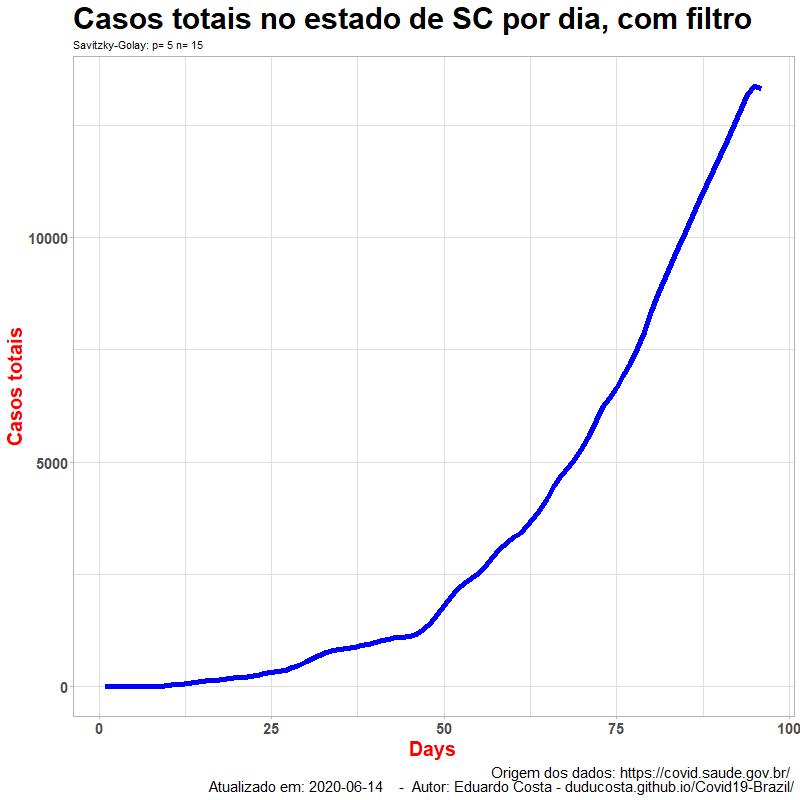 Casos totais no estado de SC por dia, com filtro
Savitzky-Golay: p= 5 n= 15
10000
5000
0
Casos totais
0 25 50 75 100
Days
Origem dos dados: https://covid.saude.gov.br/
Atualizado em: 2020-06-14 - Autor: Eduardo Costa - duducosta.github.io/Covid19-Brazil/